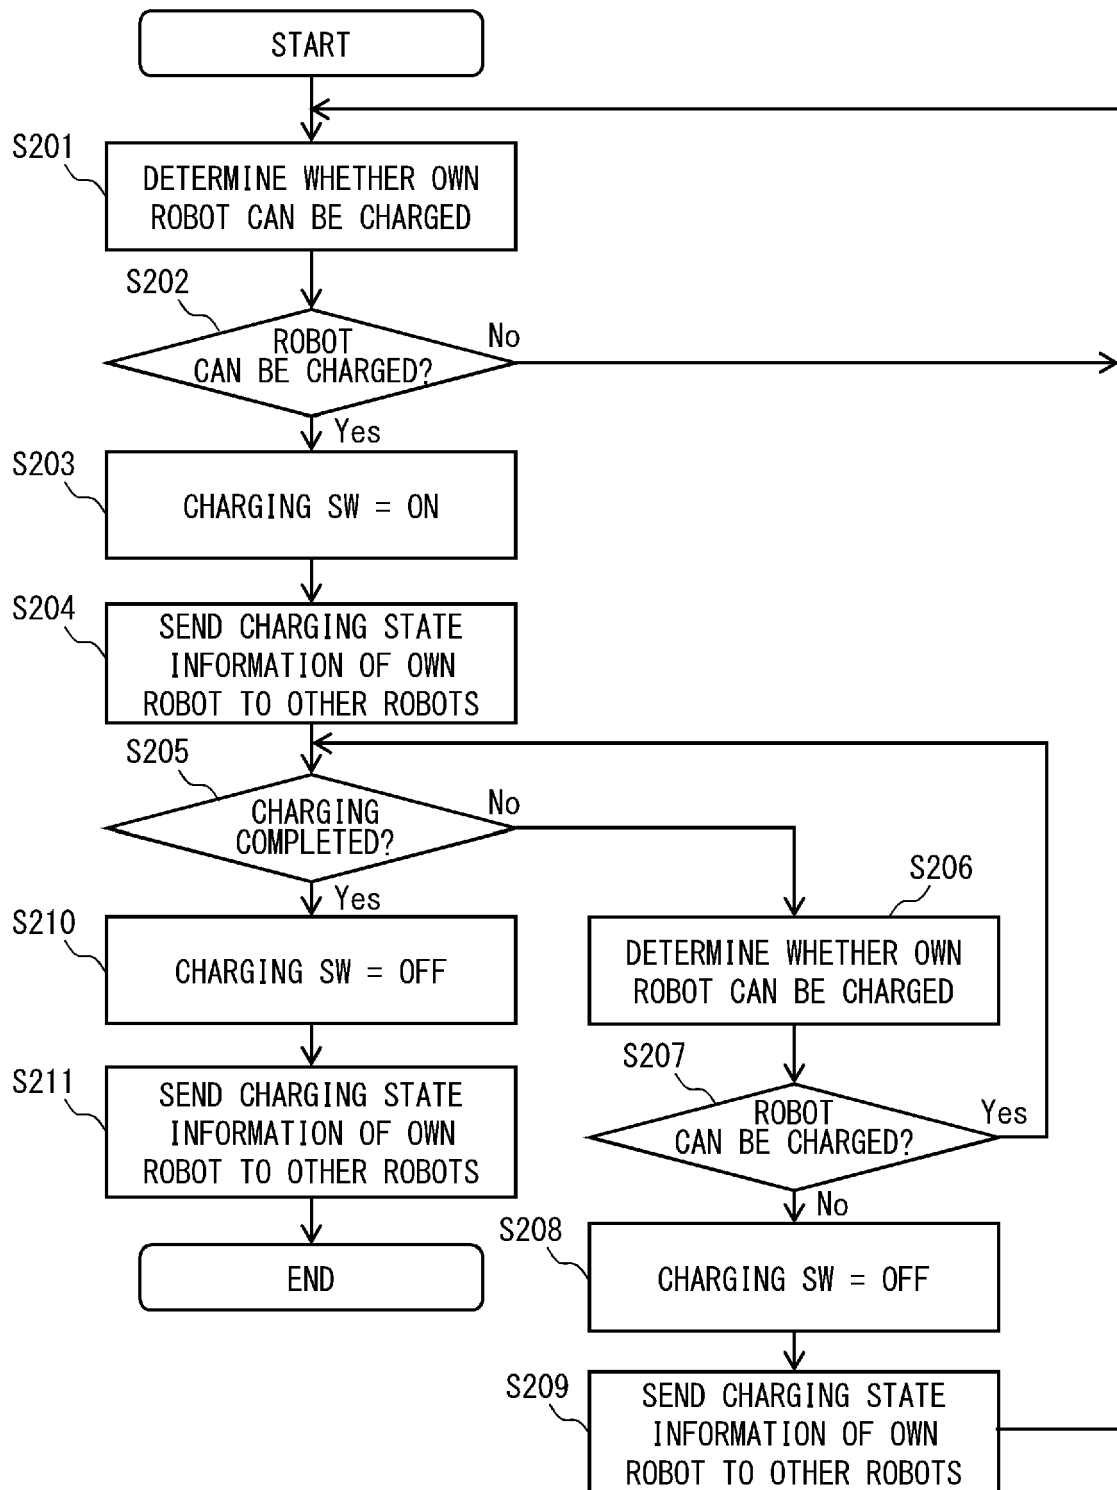 START
S201
DETERMINE WHETHER OWN
ROBOT CAN BE CHARGED
S202
ROBOT
CAN BE CHARGED?
No
Yes
S203
CHARGING SW = ON
S204
SEND CHARGING STATE
INFORMATION OF OWN
ROBOT TO OTHER ROBOTS
S205
CHARGING
COMPLETED?
No
Yes
S206
DETERMINE WHETHER OWN
ROBOT CAN BE CHARGED
S207
ROBOT
CAN BE CHARGED?
Yes
No
S208
CHARGING SW = OFF
S209
SEND CHARGING STATE
INFORMATION OF OWN
ROBOT TO OTHER ROBOTS
S210
CHARGING SW = OFF
S211
SEND CHARGING STATE
INFORMATION OF OWN
ROBOT TO OTHER ROBOTS
END